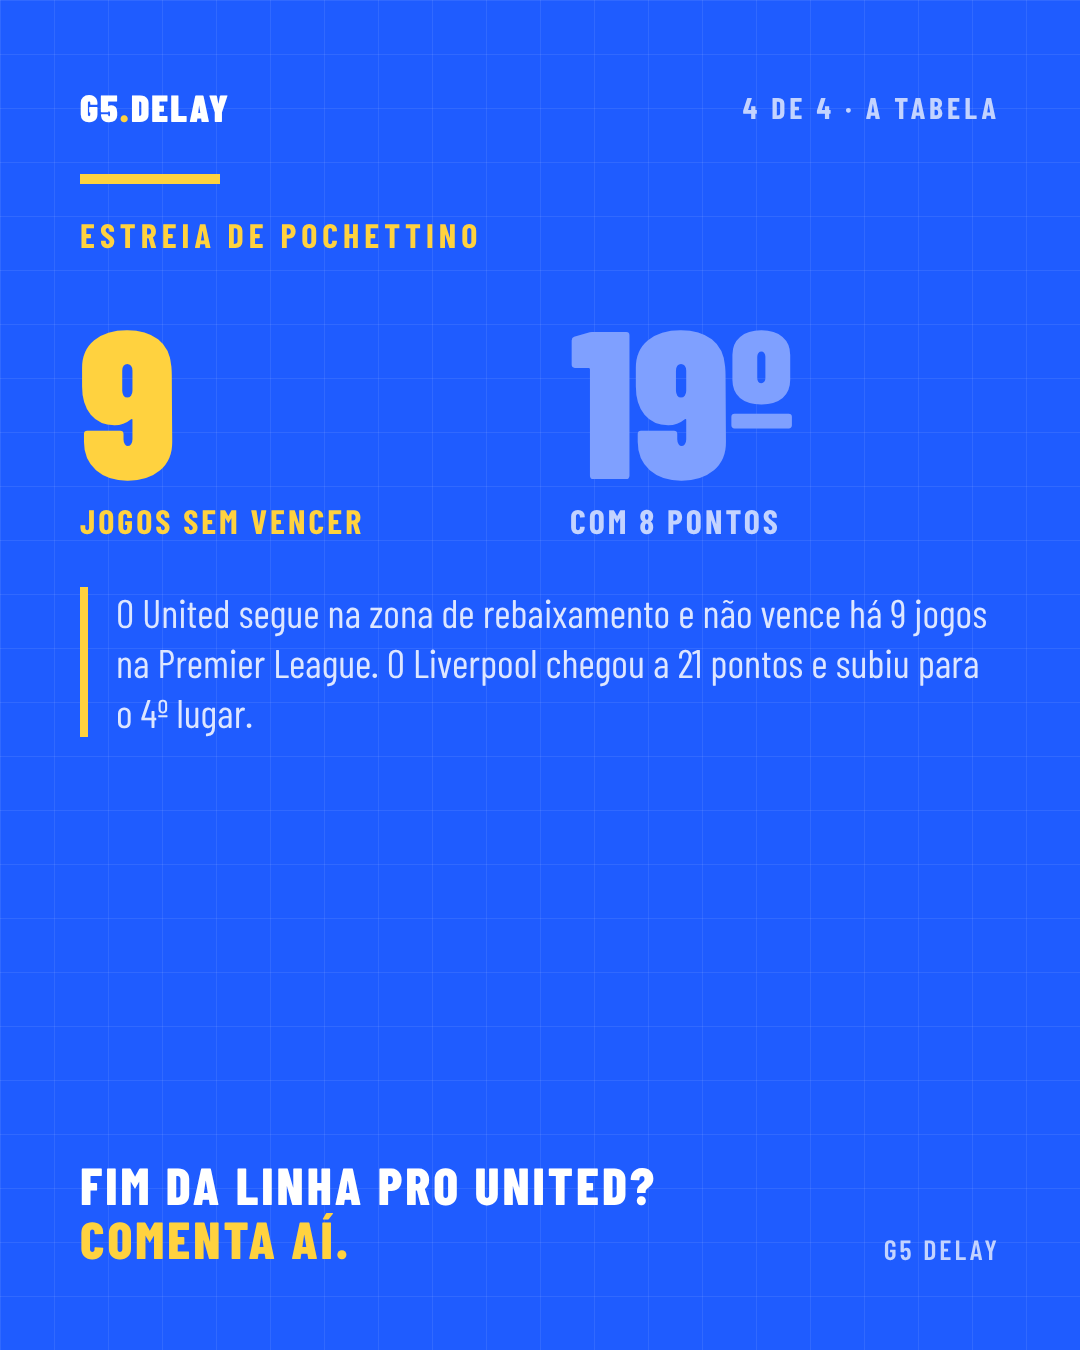 G5.DELAY
4 DE 4 · A TABELA
ESTREIA DE POCHETTINO
9
JOGOS SEM VENCER
19º
COM 8 PONTOS
O United segue na zona de rebaixamento e não vence há 9 jogos
na Premier League. O Liverpool chegou a 21 pontos e subiu para
o 4º lugar.
FIM DA LINHA PRO UNITED?
COMENTA AÍ.
G5 DELAY